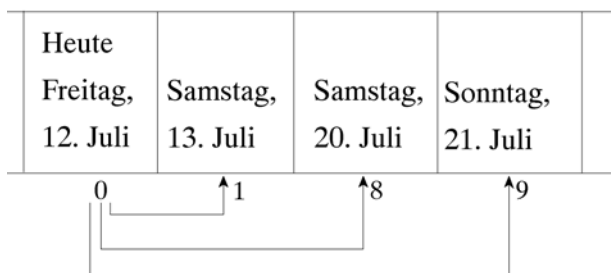 Heute
Freitag,
12. Juli
Samstag,
13. Juli
Samstag,
20. Juli
Sonntag,
21. Juli
0
1
8
9